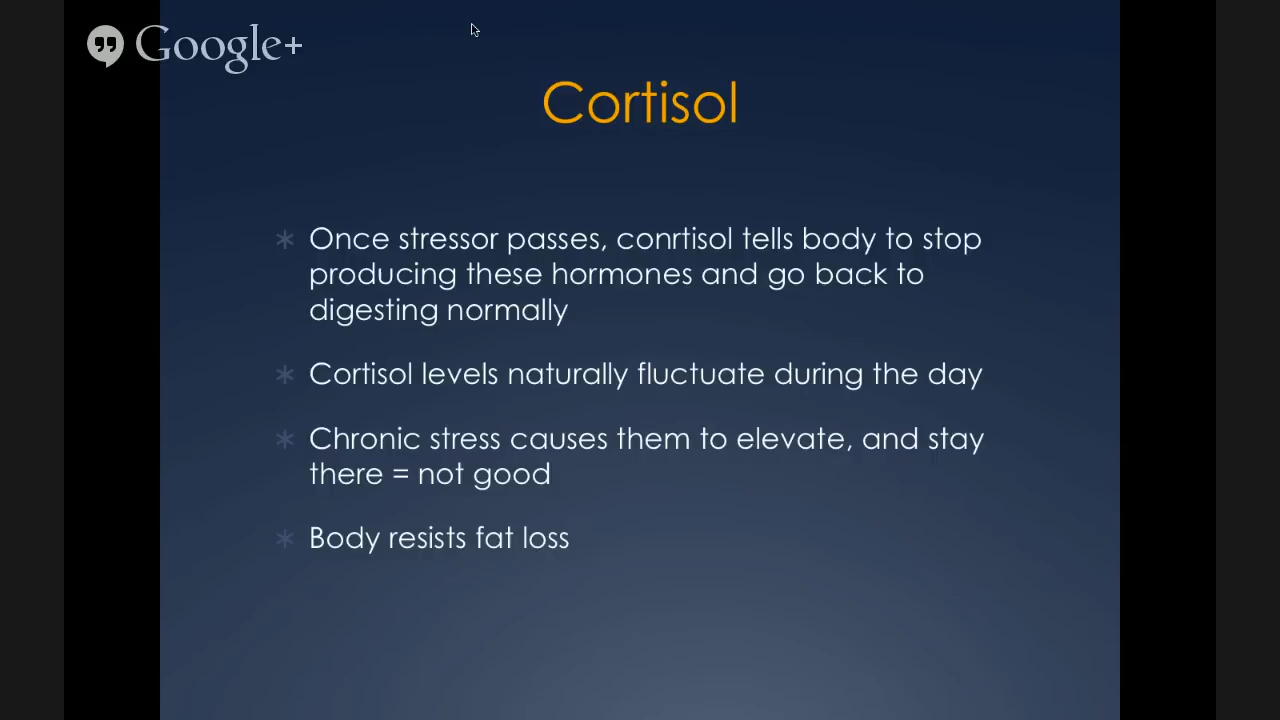 Google+
Cortisol
Once stressor passes, conrtisol tells body to stop
producing these hormones and go back to
digesting normally
Cortisol levels naturally fluctuate during the day
Chronic stress causes them to elevate, and stay
there = not good
Body resists fat loss